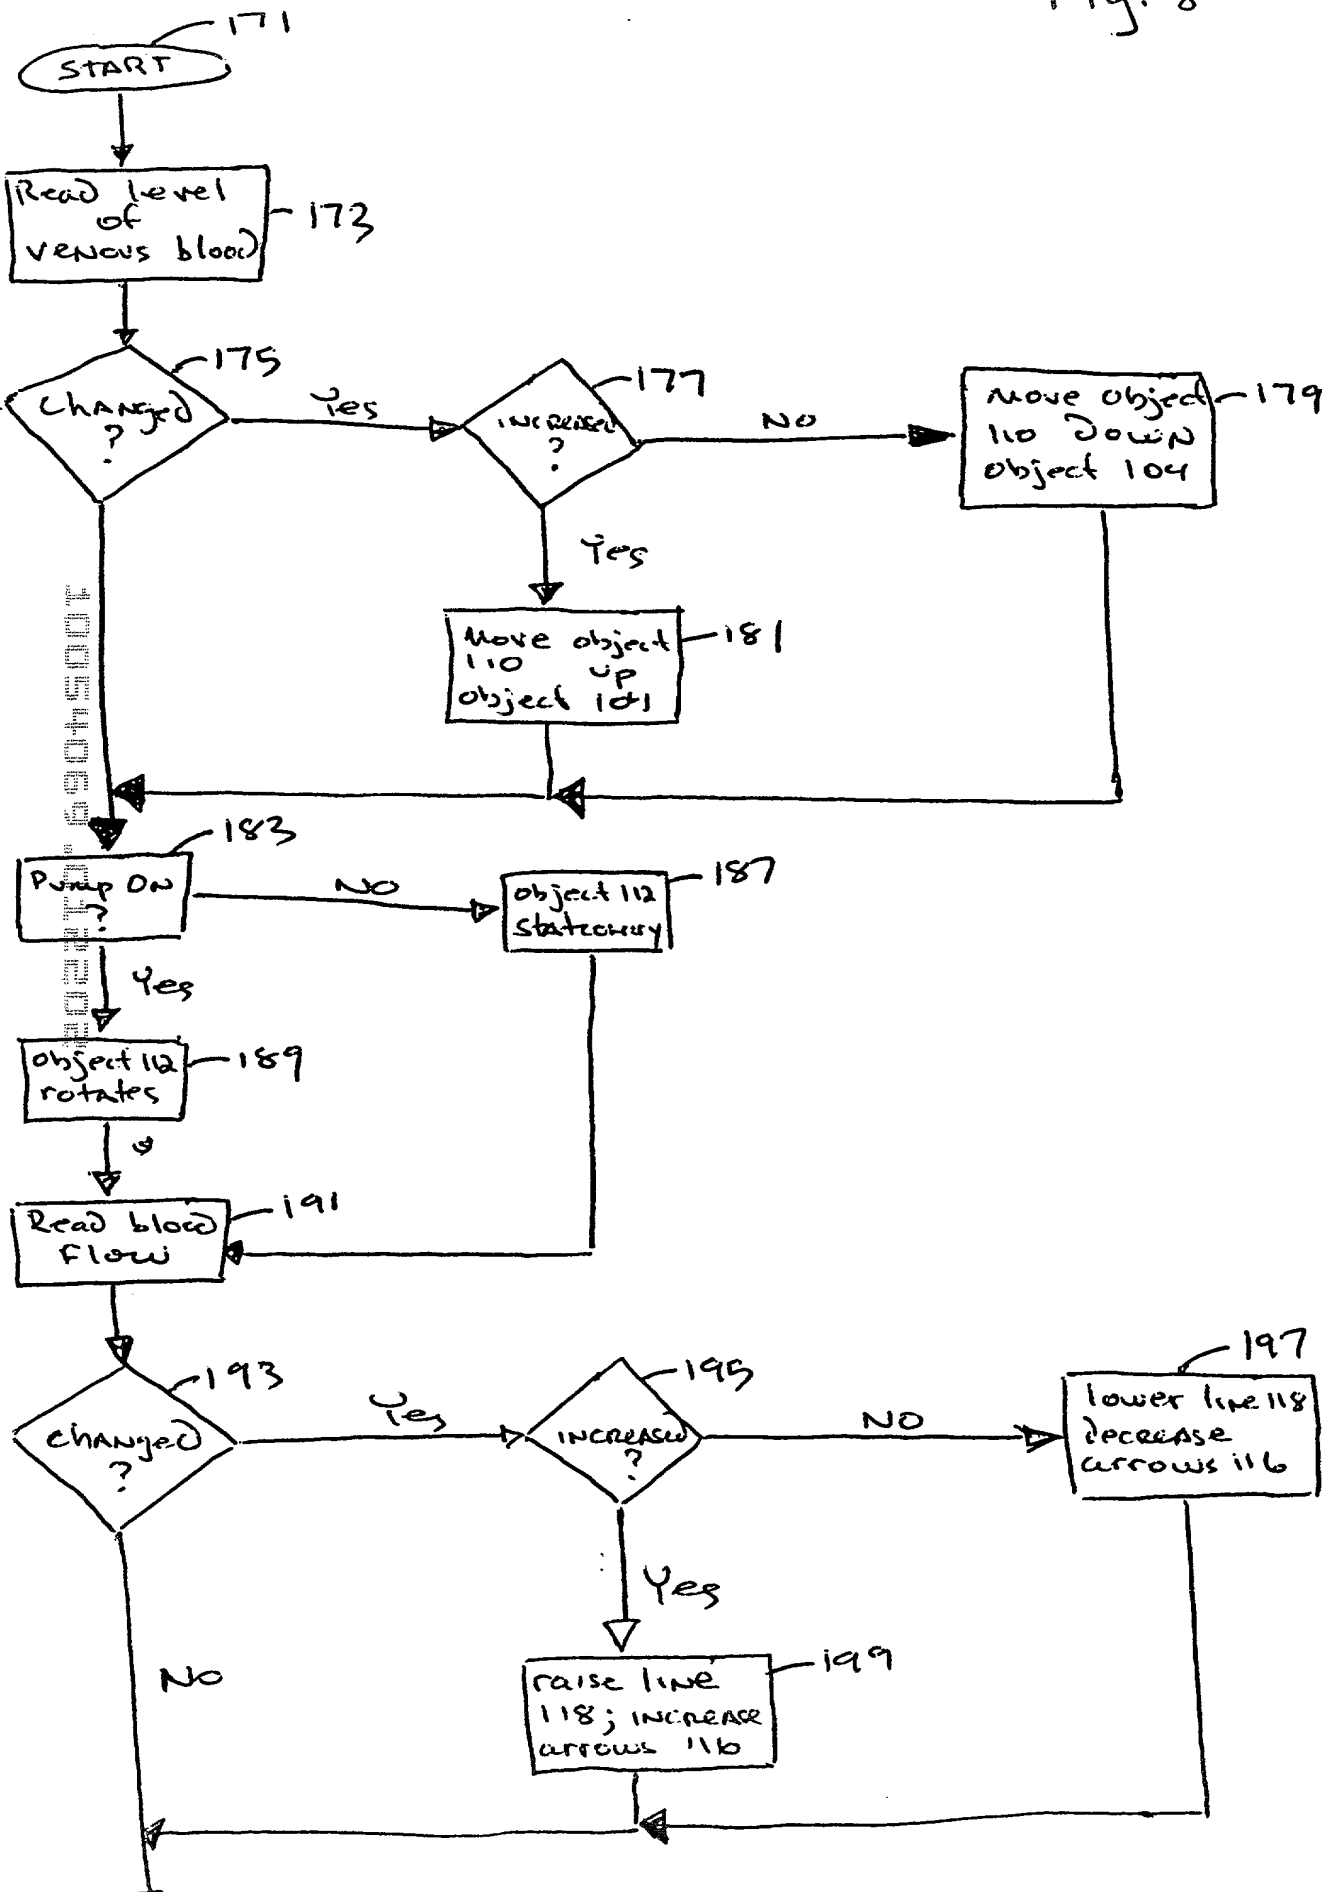 171
START
Read level
of
venous blood
173
175
Changed
?
Yes
177
INCREASED
?
NO
179
Move object
110 Down
object 104
Yes
181
Move object
110 up
object 104
183
Pump ON
?
NO
187
object 112
Yes
189
object 112
rotates
191
Read blood
Flow
193
Changed
?
Yes
195
INCREASED
?
NO
197
lower line 118
Decrease
arrows 116
Yes
NO
199
raise line
118; INCREASE
arrows 116